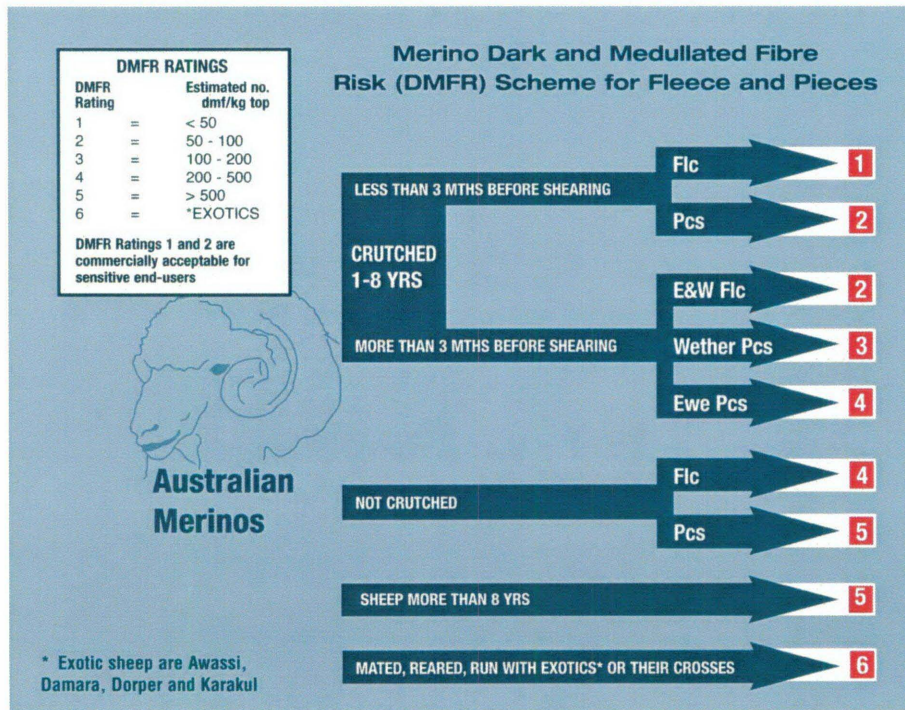 DMFR RATINGS
DMFR Rating Estimated no. dmf/kg top
1 = < 50
2 = 50 - 100
3 = 100 - 200
4 = 200 - 500
5 = > 500
6 = *EXOTICS
DMFR Ratings 1 and 2 are
commercially acceptable for
sensitive end-users
Merino Dark and Medullated Fibre
Risk (DMFR) Scheme for Fleece and Pieces
Australian
Merinos
CRUTCHED
1-8 YRS
LESS THAN 3 MTHS BEFORE SHEARING
Flc 1
Pcs 2
MORE THAN 3 MTHS BEFORE SHEARING
E&W Flc 2
Wether Pcs 3
Ewe Pcs 4
NOT CRUTCHED
Flc 4
Pcs 5
SHEEP MORE THAN 8 YRS 5
MATED, REARED, RUN WITH EXOTICS* OR THEIR CROSSES 6
* Exotic sheep are Awassi,
Damara, Dorper and Karakul